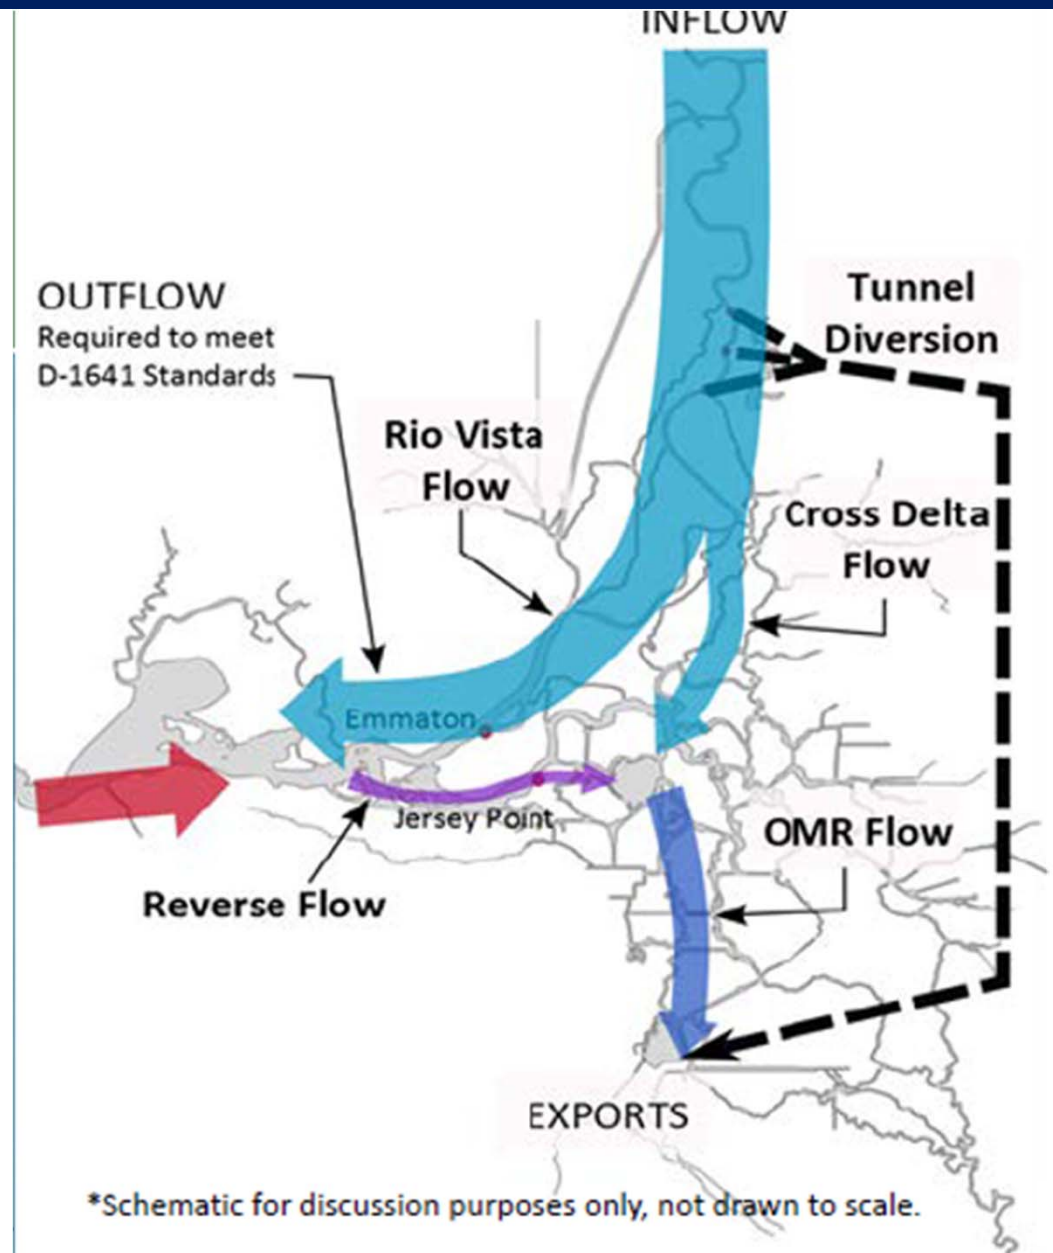 INFLOW
OUTFLOW
Required to meet
D-1641 Standards
Tunnel
Diversion
Rio Vista
Flow
Cross Delta
Flow
Emmaton
Jersey Point
OMR Flow
Reverse Flow
EXPORTS
*Schematic for discussion purposes only, not drawn to scale.